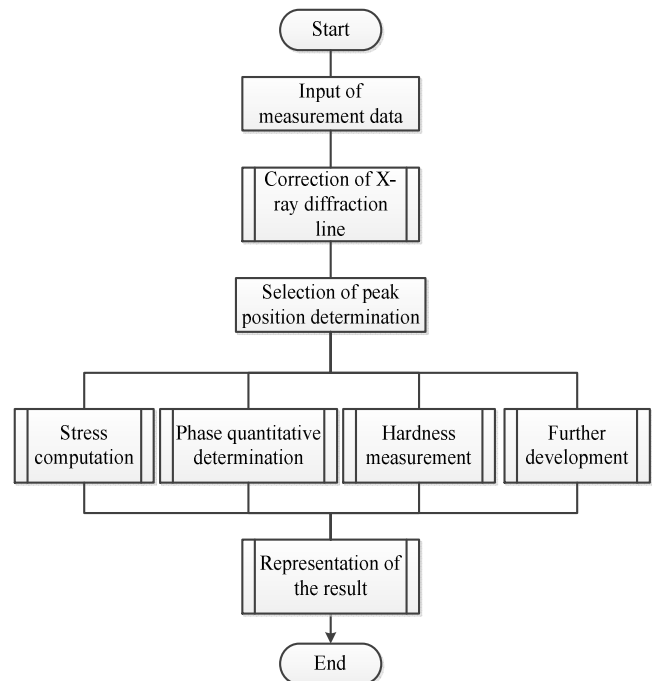 Start
Input of
measurement data
Correction of X-
ray diffraction
line
Selection of peak
position determination
Stress
computation
Phase quantitative
determination
Hardness
measurement
Further
development
Representation of
the result
End